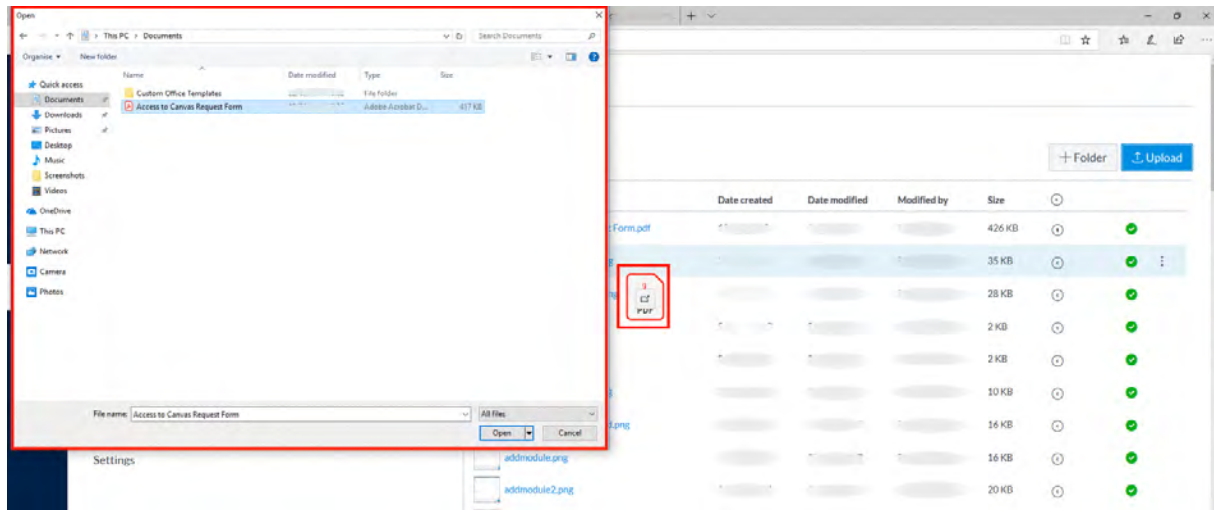 Open
This PC > Documents
Search Documents
Organise
New folder
Name
Date modified
Type
Size
Quick access
Documents
Downloads
Pictures
Desktop
Music
Screenshots
Videos
OneDrive
This PC
Network
Camera
Photos
Custom Office Templates
File folder
Access to Canvas Request Form
Adobe Acrobat D...
437 KB
File name: Access to Canvas Request Form
All Files
Open
Cancel
+ Folder
Upload
Date created
Date modified
Modified by
Size
Form.pdf
426 KB
35 KB
28 KB
PDF
2 KB
2 KB
10 KB
d.png
16 KB
Settings
addmodule.png
16 KB
addmodule2.png
20 KB